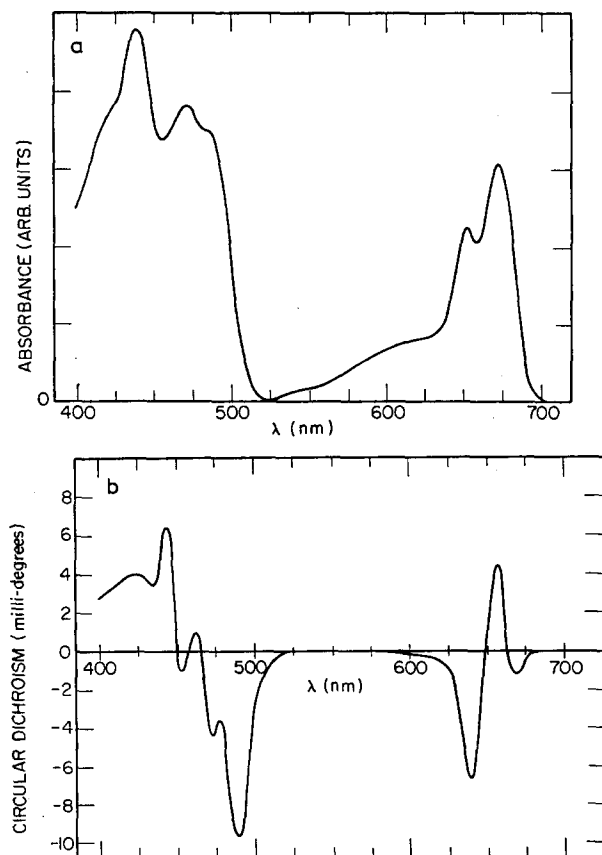 a
ABSORBANCE (ARB. UNITS)
0
400 500 600 700
λ (nm)
b
CIRCULAR DICHROISM (milli-degrees)
8
6
4
2
0
-2
-4
-6
-8
-10
400 500 600 700
λ (nm)